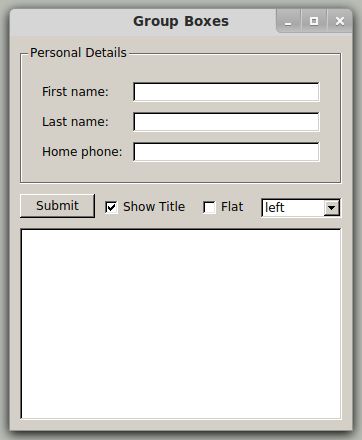 Group Boxes
Personal Details
First name:
Last name:
Home phone:
Submit Show Title Flat left